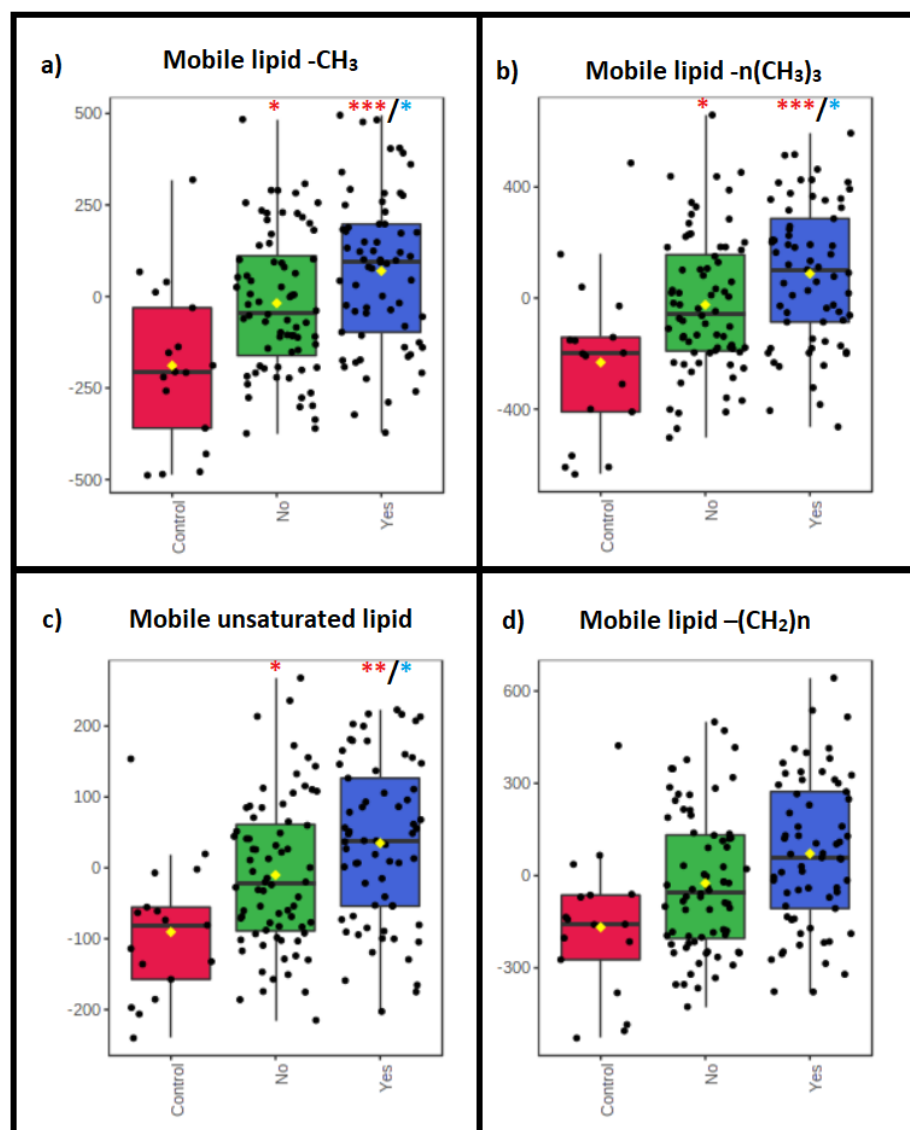 a) Mobile lipid -CH₃
***
*
/*
500
250
0
-250
-500
Control
No
Yes
b) Mobile lipid -n(CH₃)₃
*
***/*
400
0
-400
Control
No
Yes
c) Mobile unsaturated lipid
*
**/*
200
100
0
-100
-200
Control
No
Yes
d) Mobile lipid –(CH₂)n
600
300
0
-300
Control
No
Yes